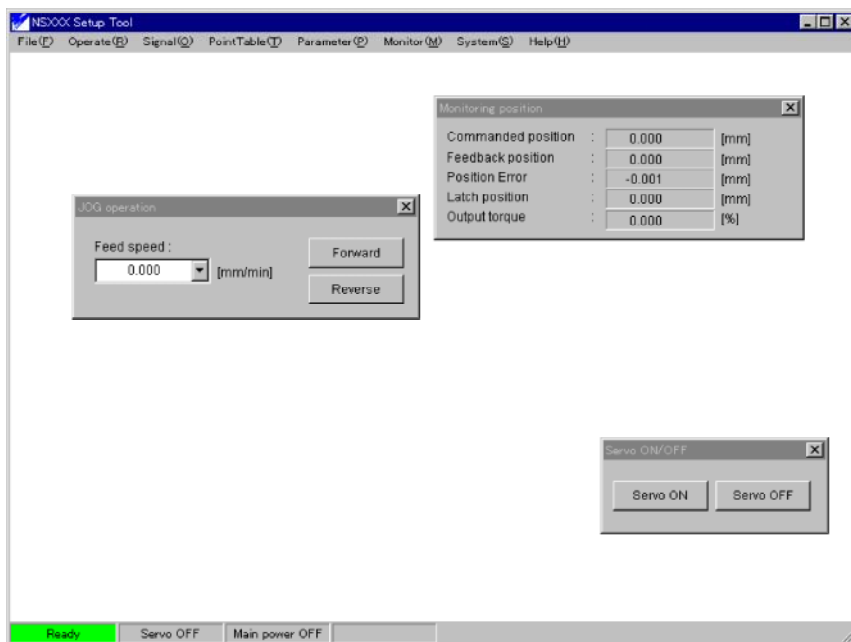 NSXXX Setup Tool
File(F) Operate(R) Signal(O) PointTable(T) Parameter(P) Monitor(M) System(S) Help(H)
Monitoring position
Commanded position : 0.000 [mm]
Feedback position : 0.000 [mm]
Position Error : -0.001 [mm]
Latch position : 0.000 [mm]
Output torque : 0.000 [%]
JOG operation
Feed speed :
0.000 [mm/min]
Forward
Reverse
Servo ON/OFF
Servo ON Servo OFF
Ready Servo OFF Main power OFF